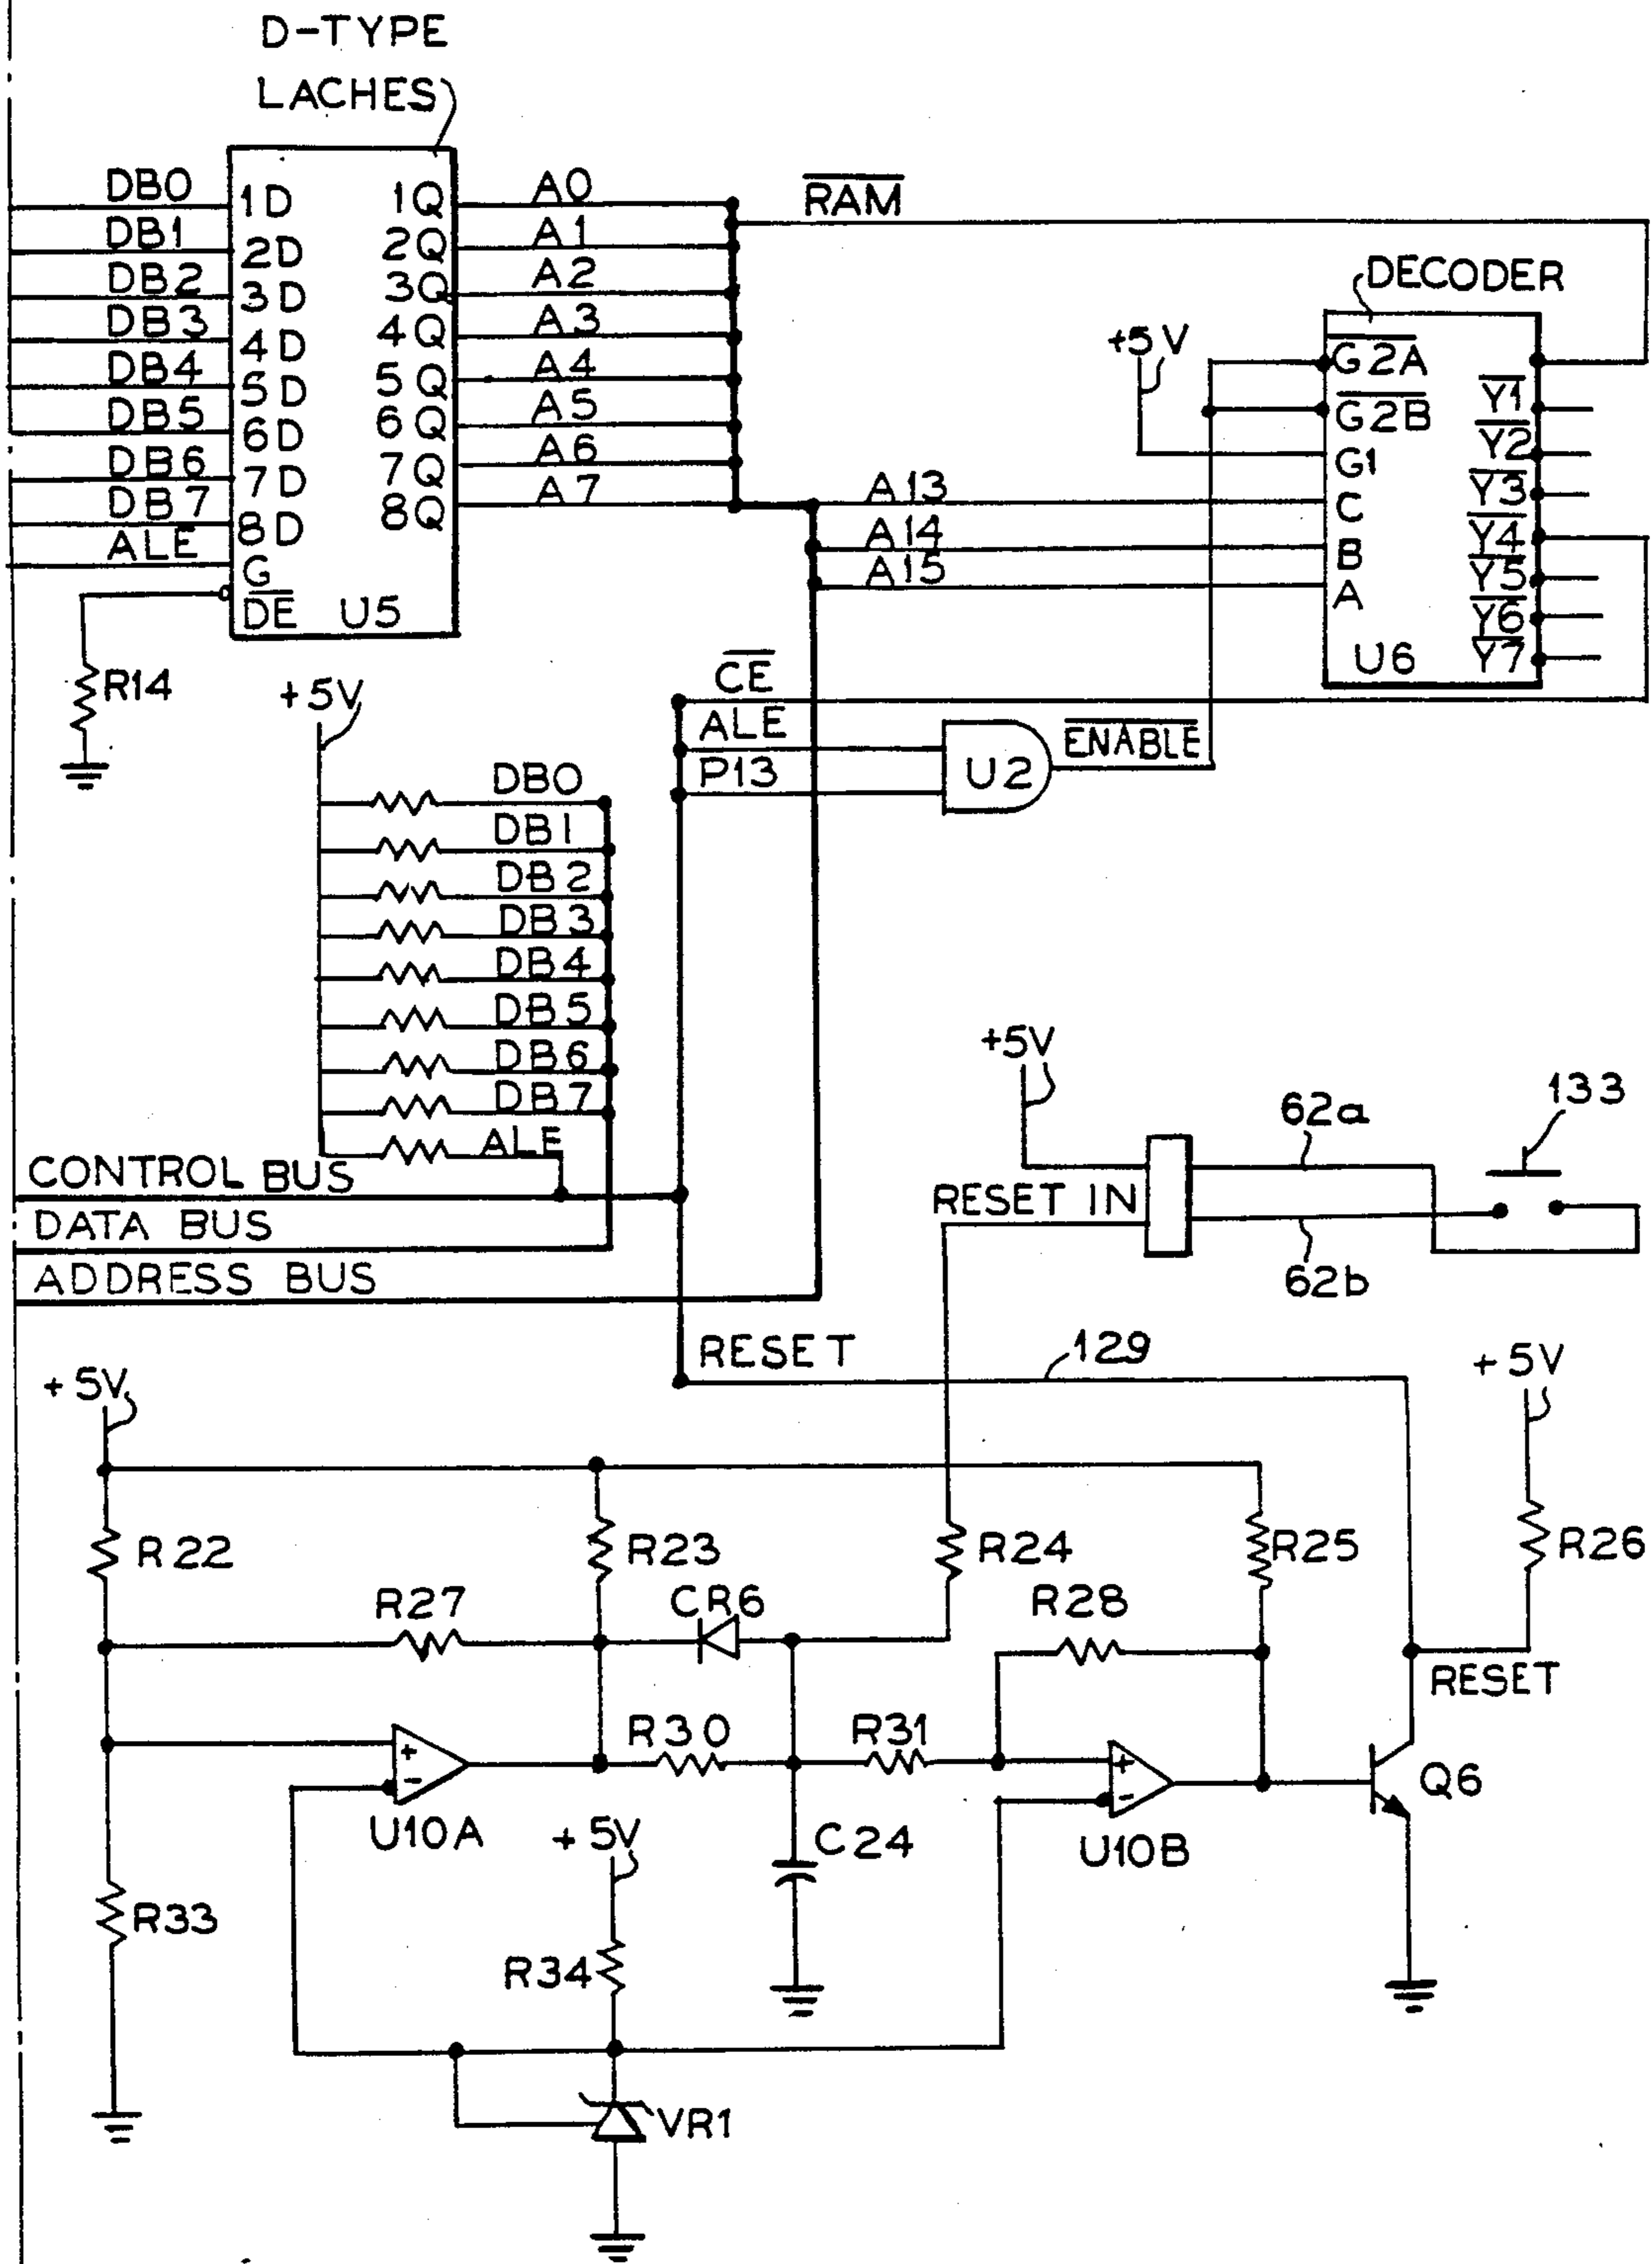 D-TYPE
LACHES
DB0
DB1
DB2
DB3
DB4
DB5
DB6
DB7
ALE
1D
2D
3D
4D
5D
6D
7D
8D
G
DE
U5
1Q
2Q
3Q
4Q
5Q
6Q
7Q
8Q
A0
A1
A2
A3
A4
A5
A6
A7
RAM
DECODER
+5V
G2A
G2B
G1
C
B
A
Y1
Y2
Y3
Y4
Y5
Y6
Y7
U6
A13
A14
A15
R14
+5V
CE
ALE
P13
U2
ENABLE
DB0
DB1
DB2
DB3
DB4
DB5
DB6
DB7
ALE
CONTROL BUS
DATA BUS
ADDRESS BUS
+5V
RESET IN
62a
62b
133
RESET
129
+5V
+5V
R22
R23
R24
R25
R26
R27
CR6
R28
RESET
R30
R31
U10A
U10B
Q6
+5V
C24
R33
R34
VR1